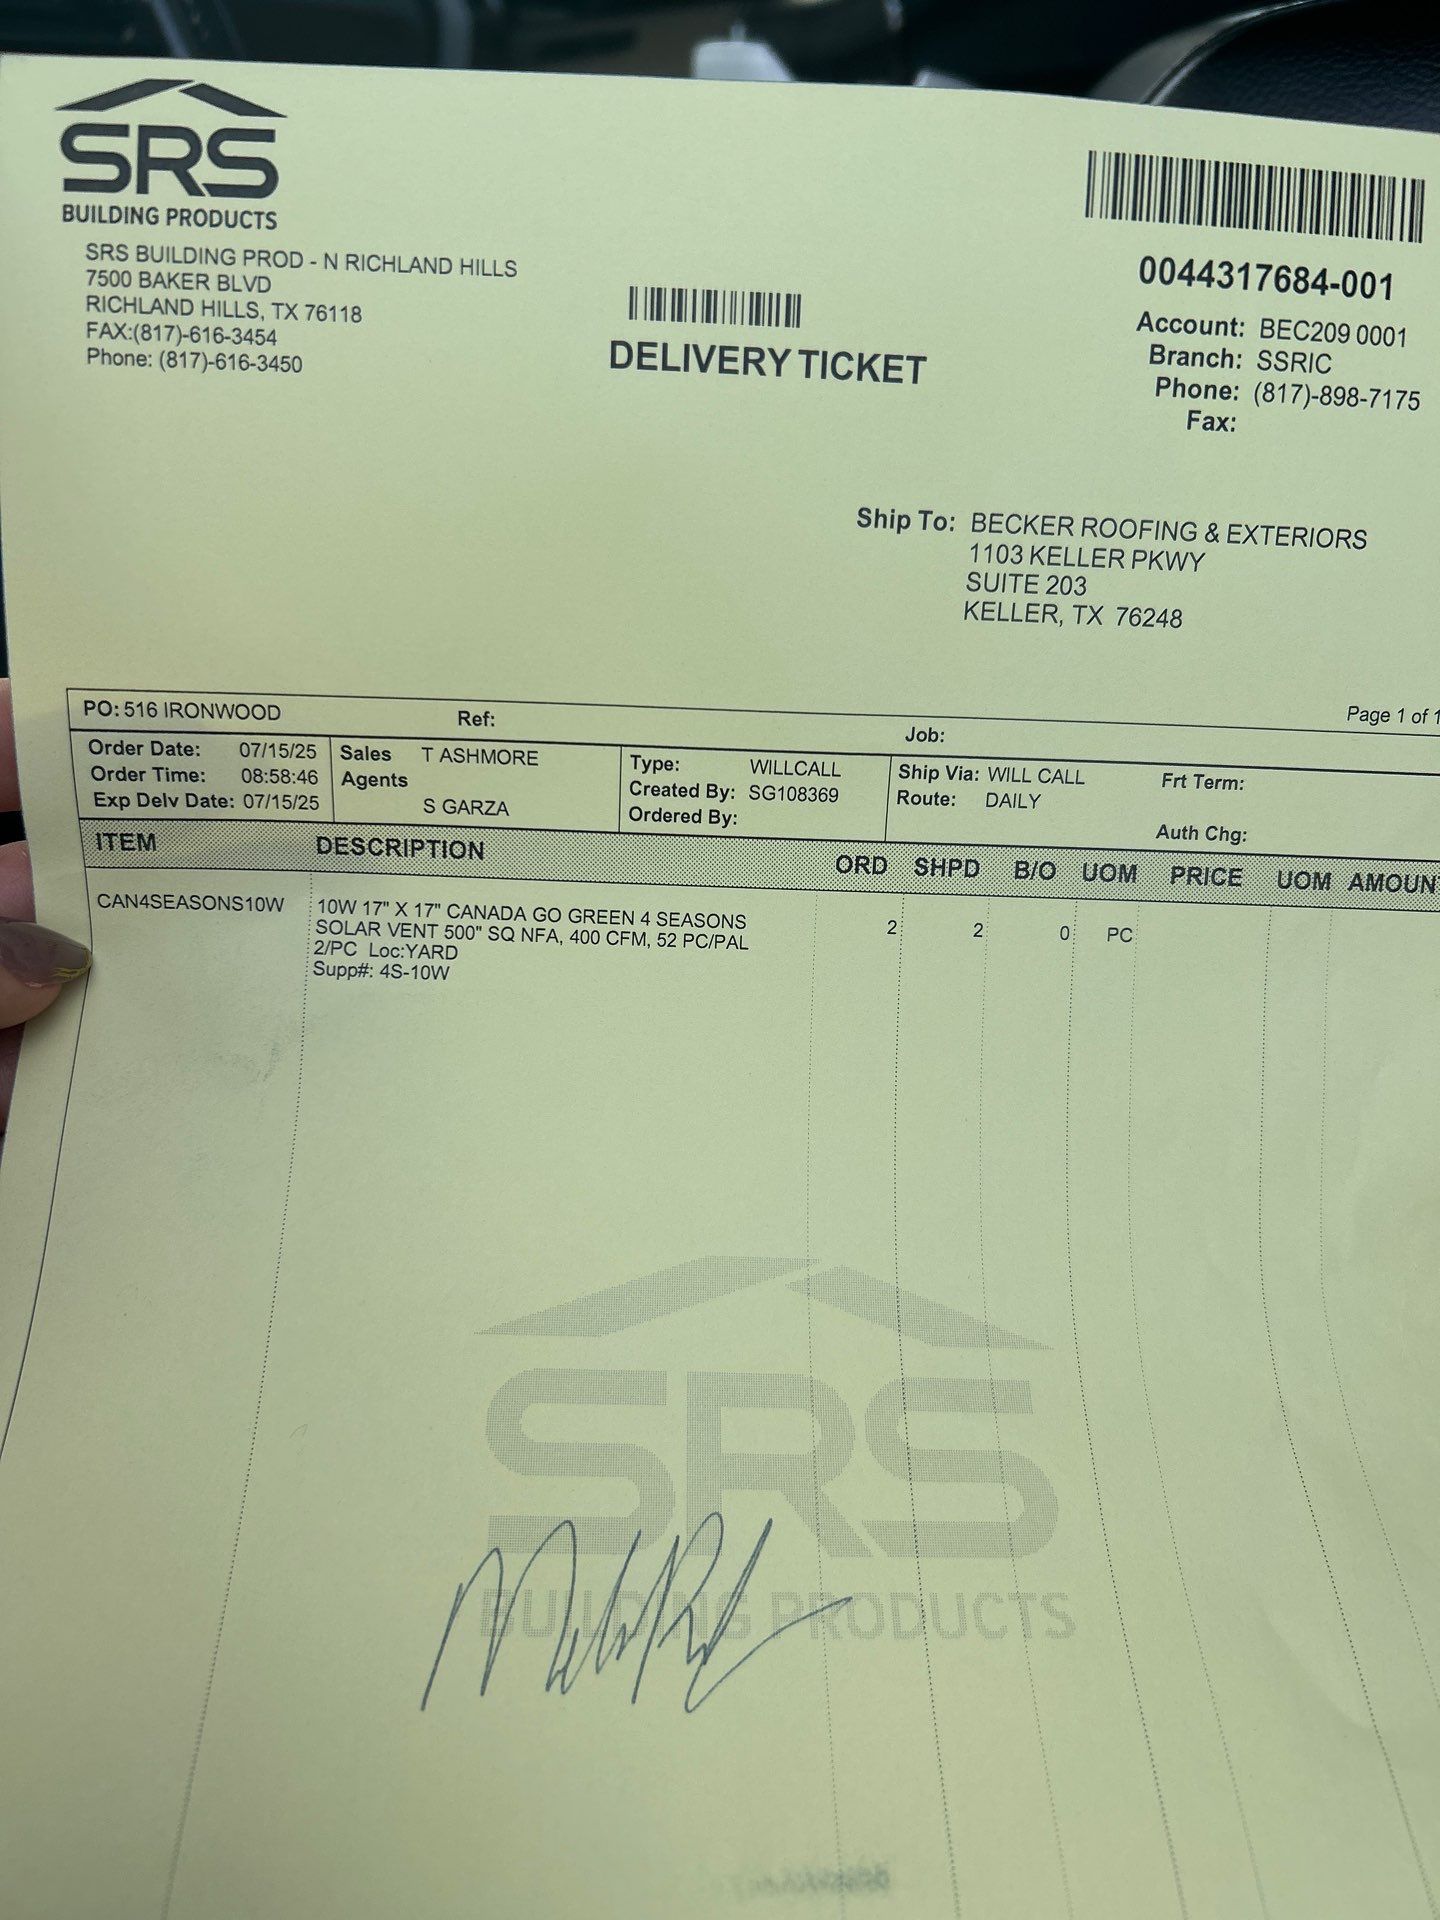 SRS
BUILDING PRODUCTS
SRS BUILDING PROD - N RICHLAND HILLS
7500 BAKER BLVD
RICHLAND HILLS, TX 76118
FAX:(817)-616-3454
Phone: (817)-616-3450
DELIVERY TICKET
0044317684-001
Account: BEC209 0001
Branch: SSRIC
Phone: (817)-898-7175
Fax:
Ship To: BECKER ROOFING & EXTERIORS
1103 KELLER PKWY
SUITE 203
KELLER, TX 76248
Page 1 of 1
PO: 516 IRONWOOD Ref: Job:
Order Date: 07/15/25
Order Time: 08:58:46
Exp Delv Date: 07/15/25
Sales T ASHMORE
Agents
S GARZA
Type: WILLCALL
Created By: SG108369
Ordered By:
Ship Via: WILL CALL Frt Term:
Route: DAILY
Auth Chg:
ITEM DESCRIPTION ORD SHPD B/O UOM PRICE UOM AMOUN
CAN4SEASONS10W 10W 17" X 17" CANADA GO GREEN 4 SEASONS 2 2 0 PC
SOLAR VENT 500" SQ NFA, 400 CFM, 52 PC/PAL
2/PC Loc:YARD
Supp#: 4S-10W
SRS
BUILDING PRODUCTS